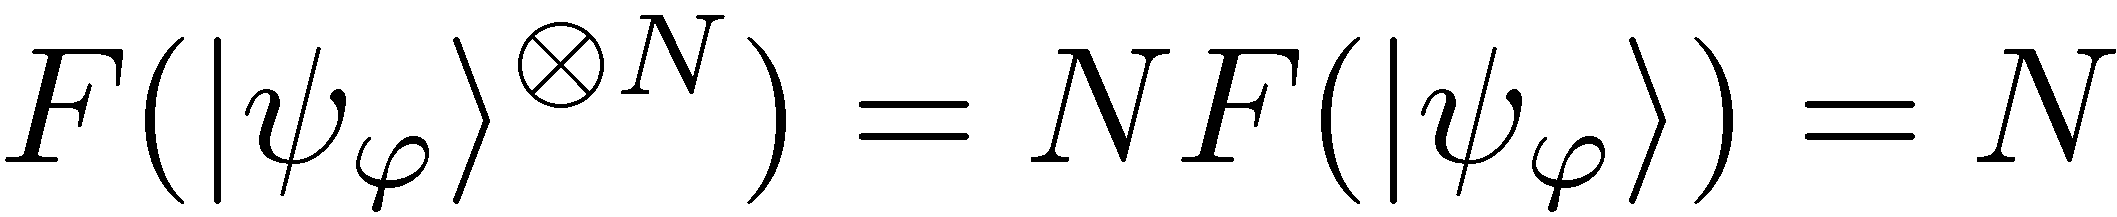 F(|ψ_φ⟩^{⊗N}) = NF(|ψ_φ⟩) = N